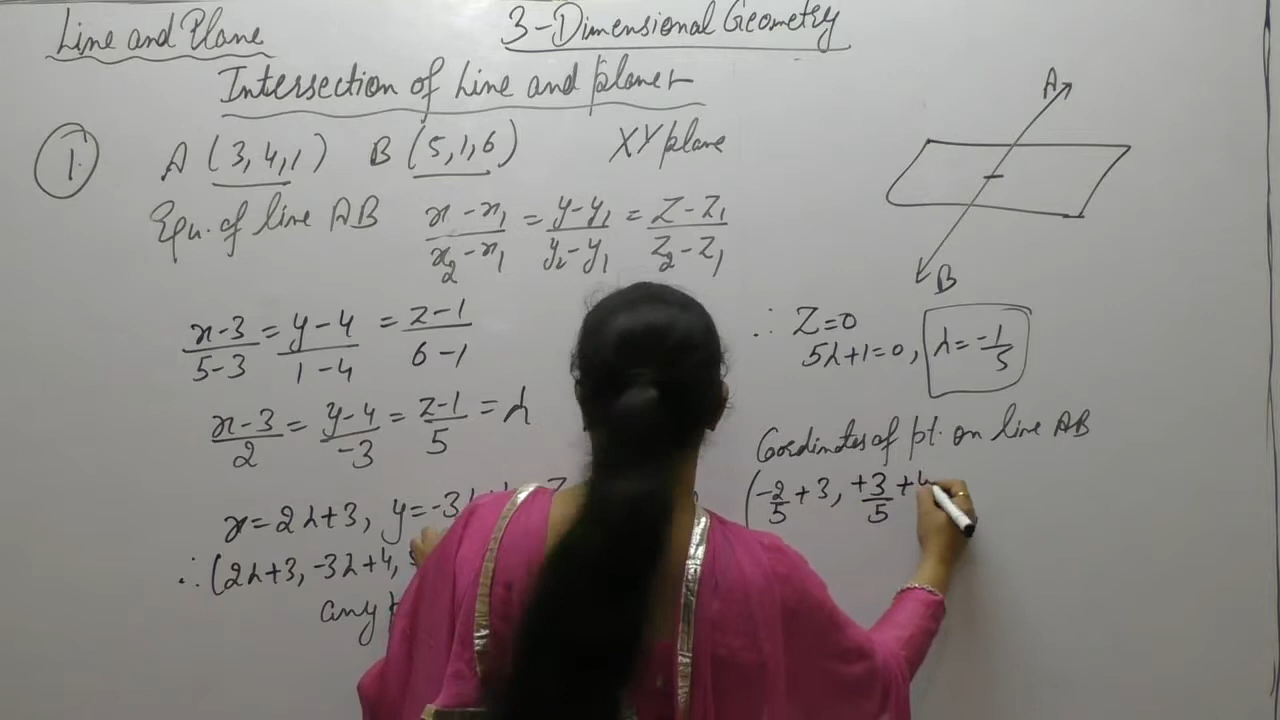 Line and Plane
3-Dimensional Geometry
Intersection of Line and plane
1.
A (3,4,1) B (5,1,6) XY plane
Equ. of line AB (x-x₁)/(x₂-x₁) = (y-y₁)/(y₂-y₁) = (Z-Z₁)/(Z₂-Z₁)
(x-3)/(5-3) = (y-4)/(1-4) = (z-1)/(6-1)
(x-3)/2 = (y-4)/-3 = (z-1)/5 = λ
x=2λ+3, y=-3λ
∴ (2λ+3, -3λ+4,
any
A
B
∴ Z=0
5λ+1=0, λ=-1/5
Coordinates of pt. on line AB
(-2/5+3, +3/5+4